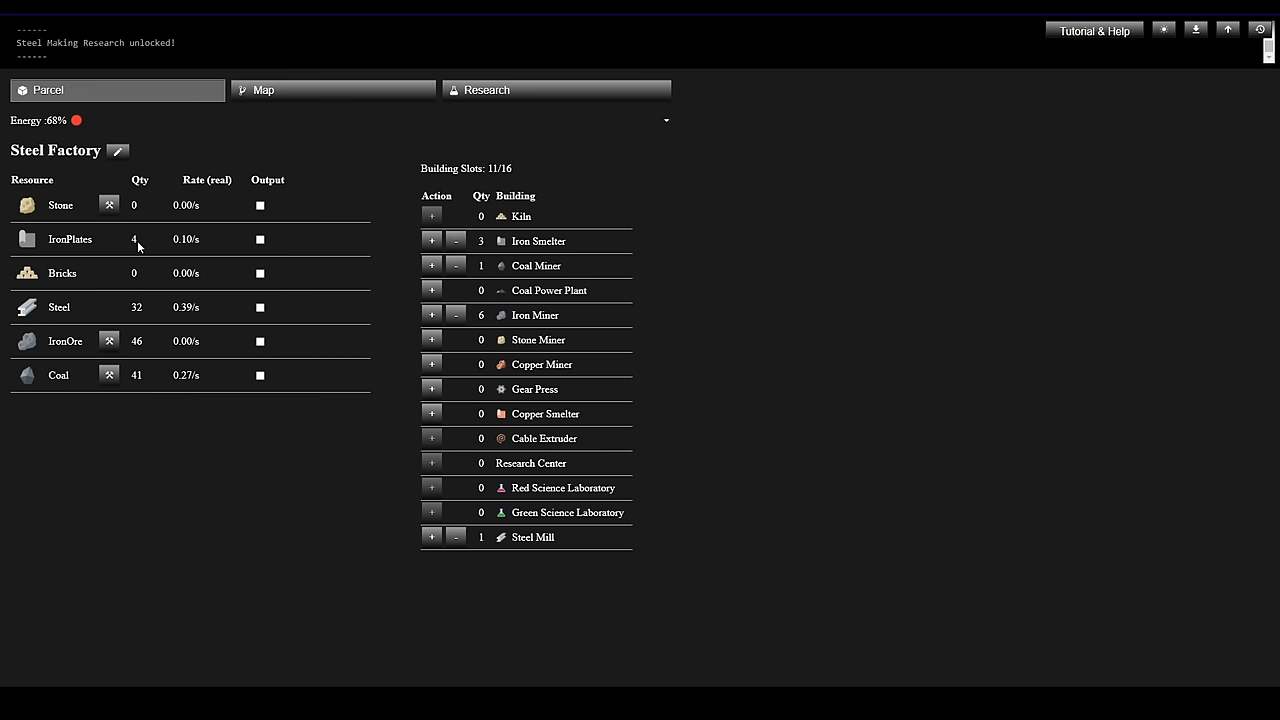 ------
Steel Making Research unlocked!
------
Tutorial & Help
Parcel
Map
Research
Energy :68%
Steel Factory
Resource Qty Rate (real) Output
Stone 0 0.00/s
IronPlates 4 0.10/s
Bricks 0 0.00/s
Steel 32 0.39/s
IronOre 46 0.00/s
Coal 41 0.27/s
Building Slots: 11/16
Action Qty Building
+ 0 Kiln
+ - 3 Iron Smelter
+ - 1 Coal Miner
+ 0 Coal Power Plant
+ - 6 Iron Miner
+ 0 Stone Miner
+ 0 Copper Miner
+ 0 Gear Press
+ 0 Copper Smelter
+ 0 Cable Extruder
+ 0 Research Center
+ 0 Red Science Laboratory
+ 0 Green Science Laboratory
+ - 1 Steel Mill